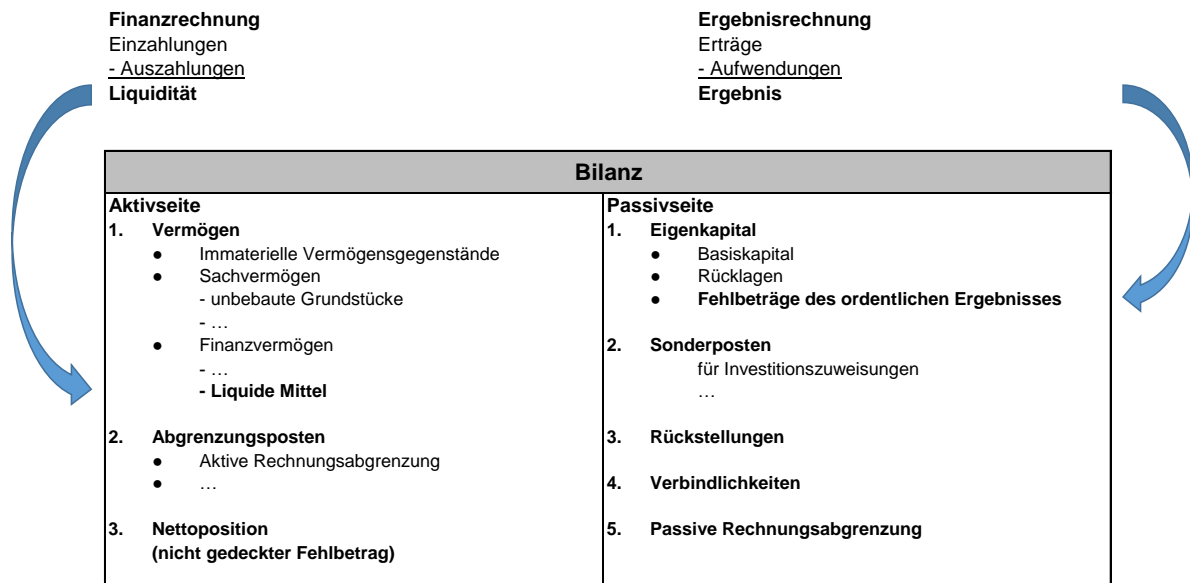 Finanzrechnung
Einzahlungen
- Auszahlungen
Liquidität
Ergebnisrechnung
Erträge
- Aufwendungen
Ergebnis
Bilanz
Aktivseite
1. Vermögen
● Immaterielle Vermögensgegenstände
● Sachvermögen
- unbebaute Grundstücke
- …
● Finanzvermögen
- …
- Liquide Mittel
2. Abgrenzungsposten
● Aktive Rechnungsabgrenzung
● …
3. Nettoposition
(nicht gedeckter Fehlbetrag)
Passivseite
1. Eigenkapital
● Basiskapital
● Rücklagen
● Fehlbeträge des ordentlichen Ergebnisses
2. Sonderposten
für Investitionszuweisungen
…
3. Rückstellungen
4. Verbindlichkeiten
5. Passive Rechnungsabgrenzung